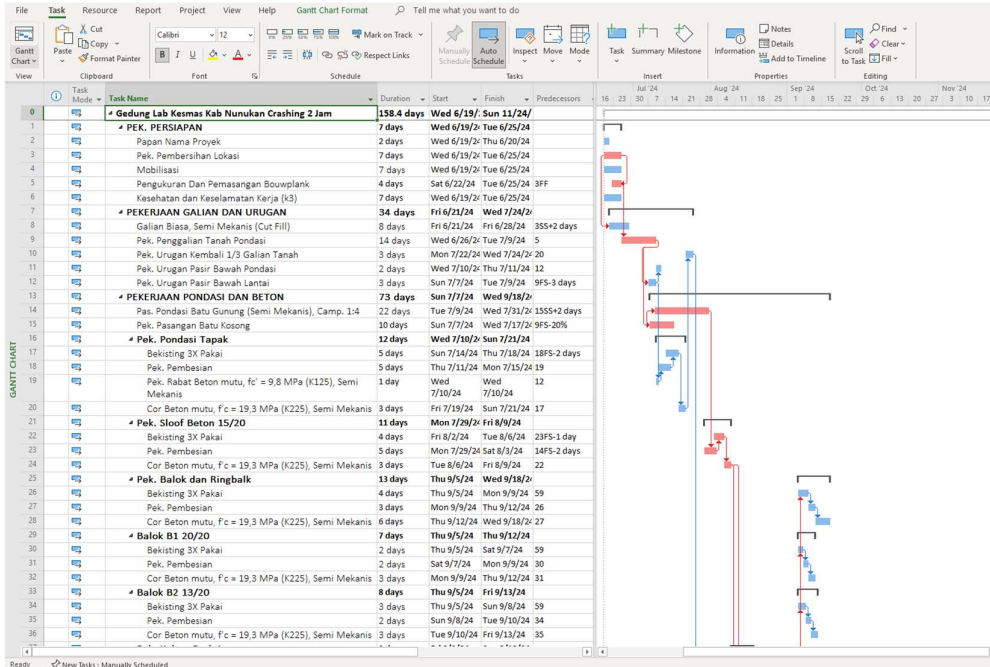 File Task Resource Report Project View Help Gantt Chart Format Tell me what you want to do
Gantt Chart
View
Paste
Cut
Copy
Format Painter
Clipboard
Calibri 12
B I U A
Font
Mark on Track
Respect Links
Schedule
Manually Schedule
Auto Schedule
Inspect Move Mode
Tasks
Task Summary Milestone
Insert
Information
Notes
Details
Add to Timeline
Properties
Scroll to Task
Find
Clear
Fill
Editing
Task Mode Task Name Duration Start Finish Predecessors
Jul '24 Aug '24 Sep '24 Oct '24 Nov '24
16 23 30 7 14 21 28 4 11 18 25 1 8 15 22 29 6 13 20 27 3 10 17
0 Gedung Lab Kesmas Kab Nunukan Crashing 2 Jam 158.4 days Wed 6/19/ Sun 11/24/
1 PEK. PERSIAPAN 7 days Wed 6/19/24 Tue 6/25/24
2 Papan Nama Proyek 2 days Wed 6/19/24 Thu 6/20/24
3 Pek. Pembersihan Lokasi 7 days Wed 6/19/24 Tue 6/25/24
4 Mobilisasi 7 days Wed 6/19/24 Tue 6/25/24
5 Pengukuran Dan Pemasangan Bouwplank 4 days Sat 6/22/24 Tue 6/25/24 3FF
6 Kesehatan dan Keselamatan Kerja (k3) 7 days Wed 6/19/24 Tue 6/25/24
7 PEKERJAAN GALIAN DAN URUGAN 34 days Fri 6/21/24 Wed 7/24/24
8 Galian Biasa, Semi Mekanis (Cut Fill) 8 days Fri 6/21/24 Fri 6/28/24 3SS+2 days
9 Pek. Penggalian Tanah Pondasi 14 days Wed 6/26/24 Tue 7/9/24 5
10 Pek. Urugan Kembali 1/3 Galian Tanah 3 days Mon 7/22/24 Wed 7/24/24 20
11 Pek. Urugan Pasir Bawah Pondasi 2 days Wed 7/10/24 Thu 7/11/24 12
12 Pek. Urugan Pasir Bawah Lantai 3 days Sun 7/7/24 Tue 7/9/24 9FS-3 days
13 PEKERJAAN PONDASI DAN BETON 73 days Sun 7/7/24 Wed 9/18/24
14 Pas. Pondasi Batu Gunung (Semi Mekanis), Camp. 1:4 22 days Tue 7/9/24 Wed 7/31/24 15SS+2 days
15 Pek. Pasangan Batu Kosong 10 days Sun 7/7/24 Wed 7/17/24 9FS-20%
16 Pek. Pondasi Tapak 12 days Wed 7/10/24 Sun 7/21/24
17 Bekisting 3X Pakai 5 days Sun 7/14/24 Thu 7/18/24 18FS-2 days
18 Pek. Pembesian 5 days Thu 7/11/24 Mon 7/15/24 19
19 Pek. Rabat Beton mutu, fc' = 9,8 MPa (K125), Semi Mekanis 1 day Wed 7/10/24 Wed 7/10/24 12
20 Cor Beton mutu, f'c = 19,3 MPa (K225), Semi Mekanis 3 days Fri 7/19/24 Sun 7/21/24 17
21 Pek. Sloof Beton 15/20 11 days Mon 7/29/24 Fri 8/9/24
22 Bekisting 3X Pakai 4 days Fri 8/2/24 Tue 8/6/24 23FS-1 day
23 Pek. Pembesian 5 days Mon 7/29/24 Sat 8/3/24 14FS-2 days
24 Cor Beton mutu, f'c = 19,3 MPa (K225), Semi Mekanis 3 days Tue 8/6/24 Fri 8/9/24 22
25 Pek. Balok dan Ringbalk 13 days Thu 9/5/24 Wed 9/18/24
26 Bekisting 3X Pakai 4 days Thu 9/5/24 Mon 9/9/24 59
27 Pek. Pembesian 3 days Mon 9/9/24 Thu 9/12/24 26
28 Cor Beton mutu, f'c = 19,3 MPa (K225), Semi Mekanis 6 days Thu 9/12/24 Wed 9/18/24 27
29 Balok B1 20/20 7 days Thu 9/5/24 Thu 9/12/24
30 Bekisting 3X Pakai 2 days Thu 9/5/24 Sat 9/7/24 59
31 Pek. Pembesian 2 days Sat 9/7/24 Mon 9/9/24 30
32 Cor Beton mutu, f'c = 19,3 MPa (K225), Semi Mekanis 3 days Mon 9/9/24 Thu 9/12/24 31
33 Balok B2 13/20 8 days Thu 9/5/24 Fri 9/13/24
34 Bekisting 3X Pakai 3 days Thu 9/5/24 Sun 9/8/24 59
35 Pek. Pembesian 2 days Sun 9/8/24 Tue 9/10/24 34
36 Cor Beton mutu, f'c = 19,3 MPa (K225), Semi Mekanis 3 days Tue 9/10/24 Fri 9/13/24 35
GANTT CHART
Ready New Tasks : Manually Scheduled